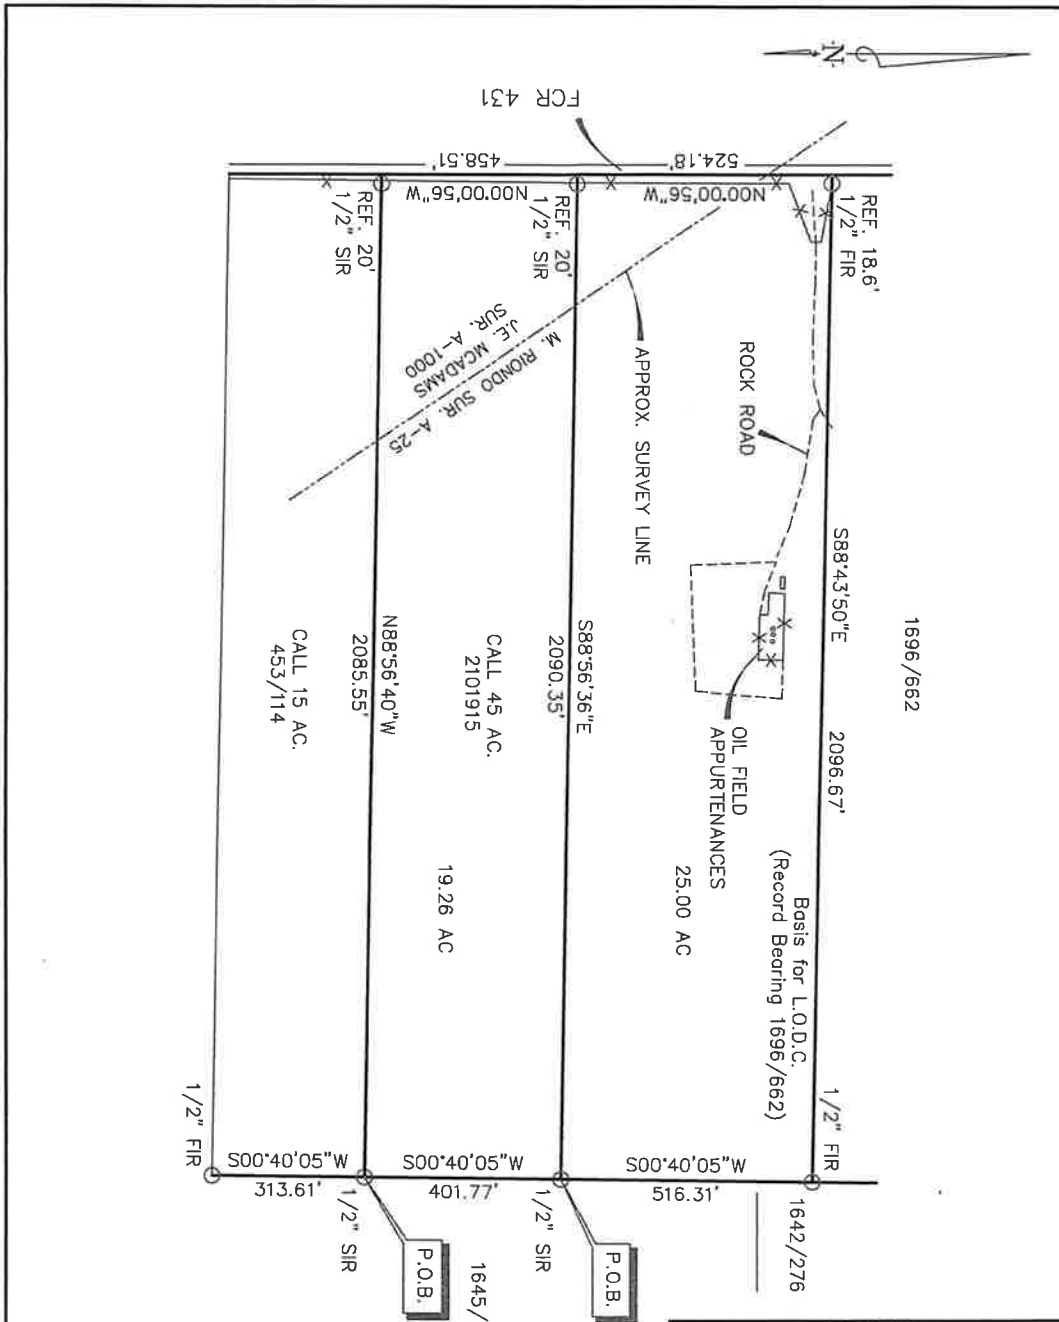 N
FCR 431
524.18'
458.51'
N00°00'56"W
N00°00'56"W
REF. 18.6'
1/2" FIR
REF. 20'
1/2" SIR
REF. 20'
1/2" SIR
ROCK ROAD
APPROX. SURVEY LINE
M. RIONDO SUR. A-25
J.E. MCADAMS
SUR. A-1000
1696/662
S88°43'50"E
2096.67'
OIL FIELD
APPURTENANCES
Basis for L.O.D.C.
(Record Bearing 1696/662)
25.00 AC
S88°56'36"E
2090.35'
CALL 45 AC.
2101915
19.26 AC
N88°56'40"W
2085.55'
CALL 15 AC.
453/114
1/2" FIR
S00°40'05"W
516.31'
1642/276
S00°40'05"W
401.77'
1/2" SIR
P.O.B.
1645/
S00°40'05"W
313.61'
1/2" SIR
P.O.B.
1/2" FIR